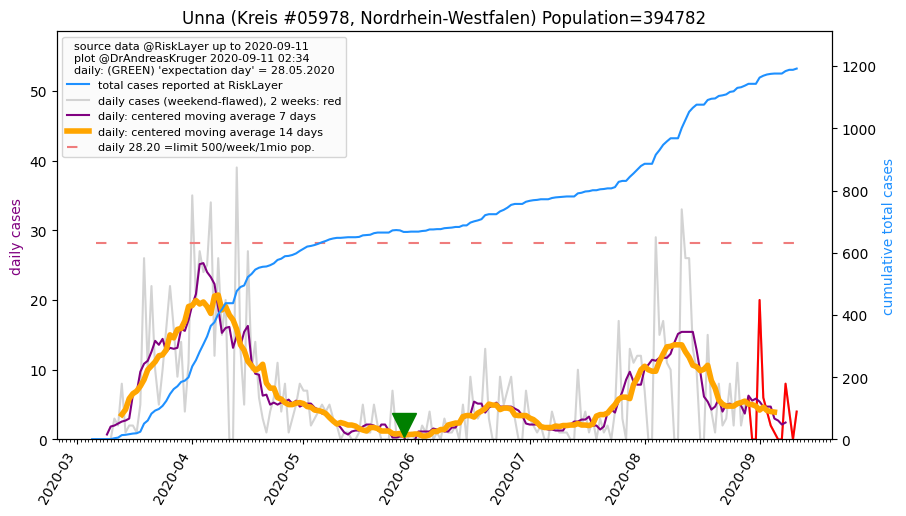 Unna (Kreis #05978, Nordrhein-Westfalen) Population=394782
source data @RiskLayer up to 2020-09-11
plot @DrAndreasKruger 2020-09-11 02:34
daily: (GREEN) 'expectation day' = 28.05.2020
total cases reported at RiskLayer
daily cases (weekend-flawed), 2 weeks: red
daily: centered moving average 7 days
daily: centered moving average 14 days
daily 28.20 =limit 500/week/1mio pop.
daily cases
0
10
20
30
40
50
cumulative total cases
0
200
400
600
800
1000
1200
2020-03
2020-04
2020-05
2020-06
2020-07
2020-08
2020-09